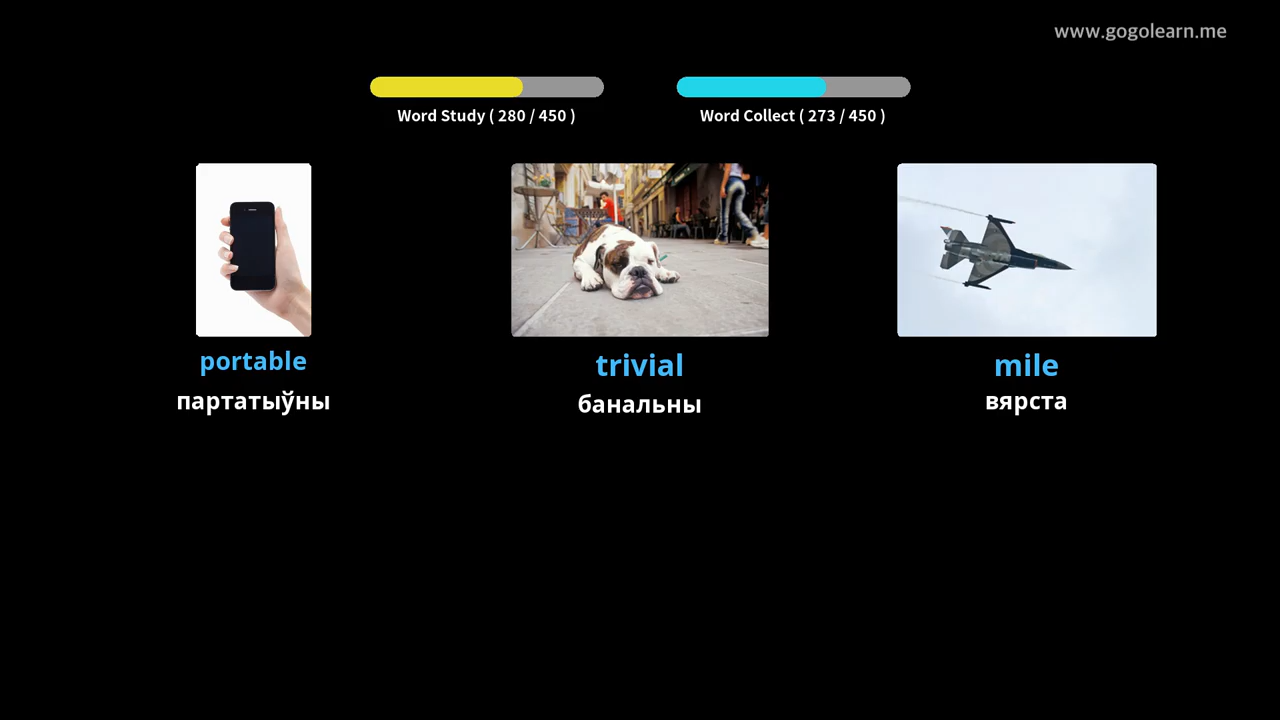 www.gogolearn.me
Word Study ( 280 / 450 )
Word Collect ( 273 / 450 )
portable
trivial
mile
партатыўны
банальны
вярста